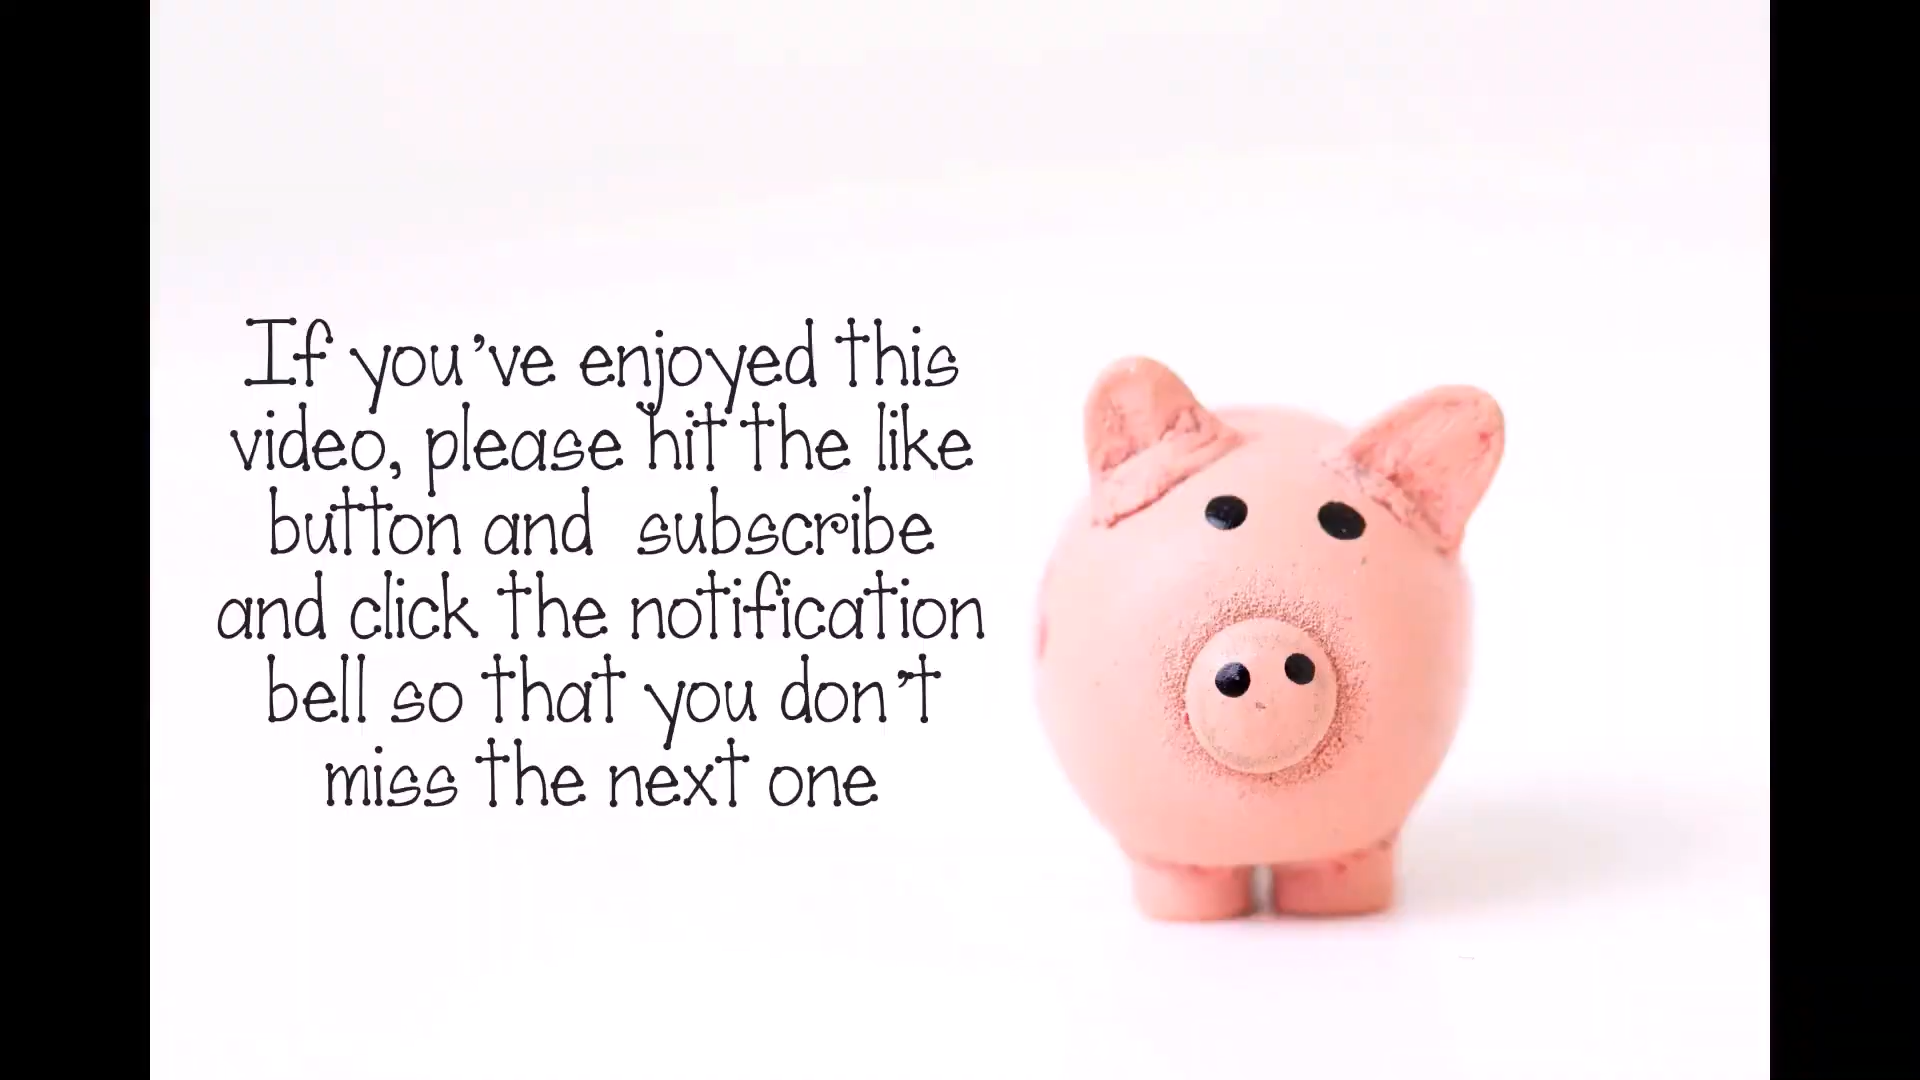 If you've enjoyed this
video, please hit the like
button and subscribe
and click the notification
bell so that you don't
miss the next one